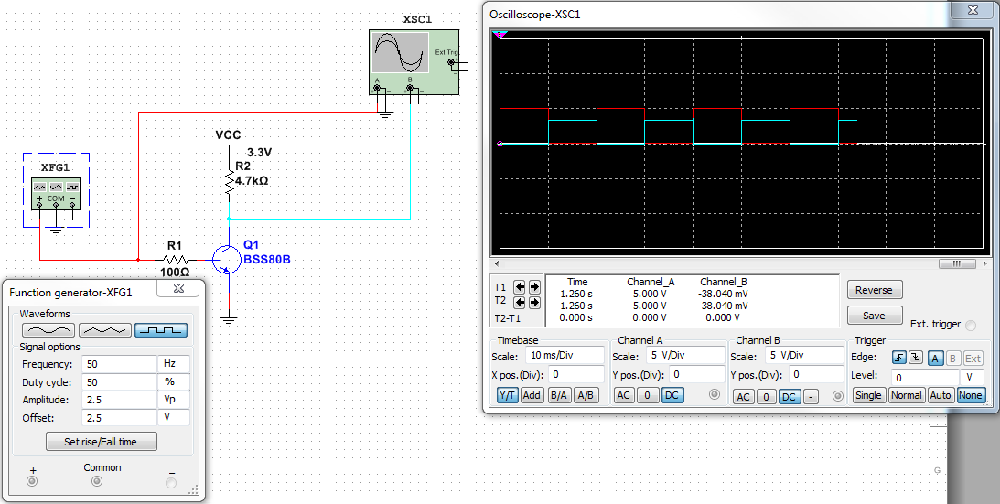 XSC1
Ext Trig
A B
VCC
3.3V
R2
4.7kΩ
XFG1
COM
R1
100Ω
Q1
BSS80B
Function generator-XFG1
Waveforms
Signal options
Frequency: 50 Hz
Duty cycle: 50 %
Amplitude: 2.5 Vp
Offset: 2.5 V
Set rise/Fall time
+ Common −
Oscilloscope-XSC1
T1
T2
T2-T1
Time Channel_A Channel_B
1.260 s 5.000 V -38.040 mV
1.260 s 5.000 V -38.040 mV
0.000 s 0.000 V 0.000 V
Reverse
Save
Ext. trigger
Timebase
Scale: 10 ms/Div
X pos.(Div): 0
Y/T Add B/A A/B
Channel A
Scale: 5 V/Div
Y pos.(Div): 0
AC 0 DC
Channel B
Scale: 5 V/Div
Y pos.(Div): 0
AC 0 DC -
Trigger
Edge: A B Ext
Level: 0 V
Single Normal Auto None
G